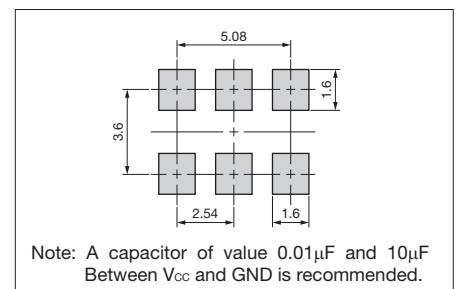 5.08
1.6
3.6
2.54
1.6
Note: A capacitor of value 0.01μF and 10μF
Between Vcc and GND is recommended.